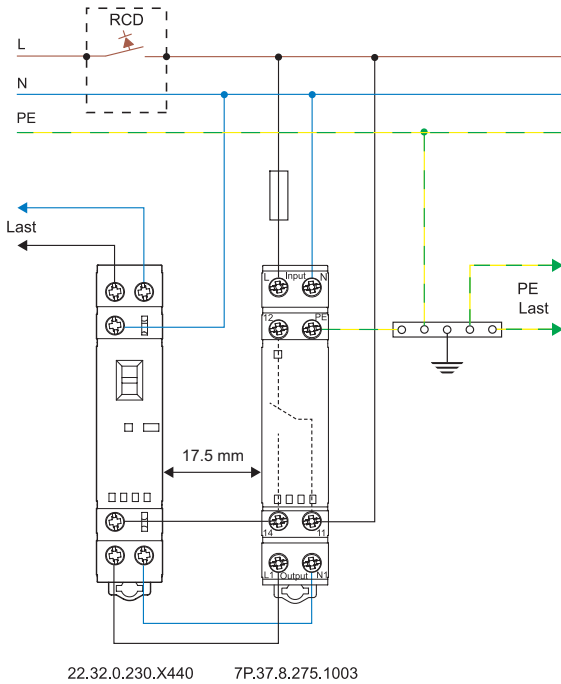 RCD
L
N
PE
Last
L Input N
12 PE
PE
Last
17.5 mm
14 11
L1 Output N1
22.32.0.230.X440 7P.37.8.275.1003